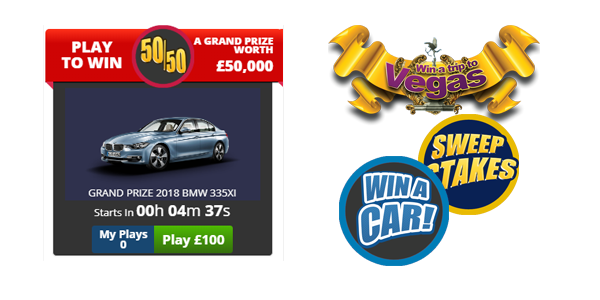 PLAY
TO WIN
50/50
A GRAND PRIZE
WORTH
£50,000
GRAND PRIZE 2018 BMW 335XI
Starts In 00h 04m 37s
My Plays
0
Play £100
Win a trip to
Vegas
SWEEP
STAKES
WIN A
CAR!